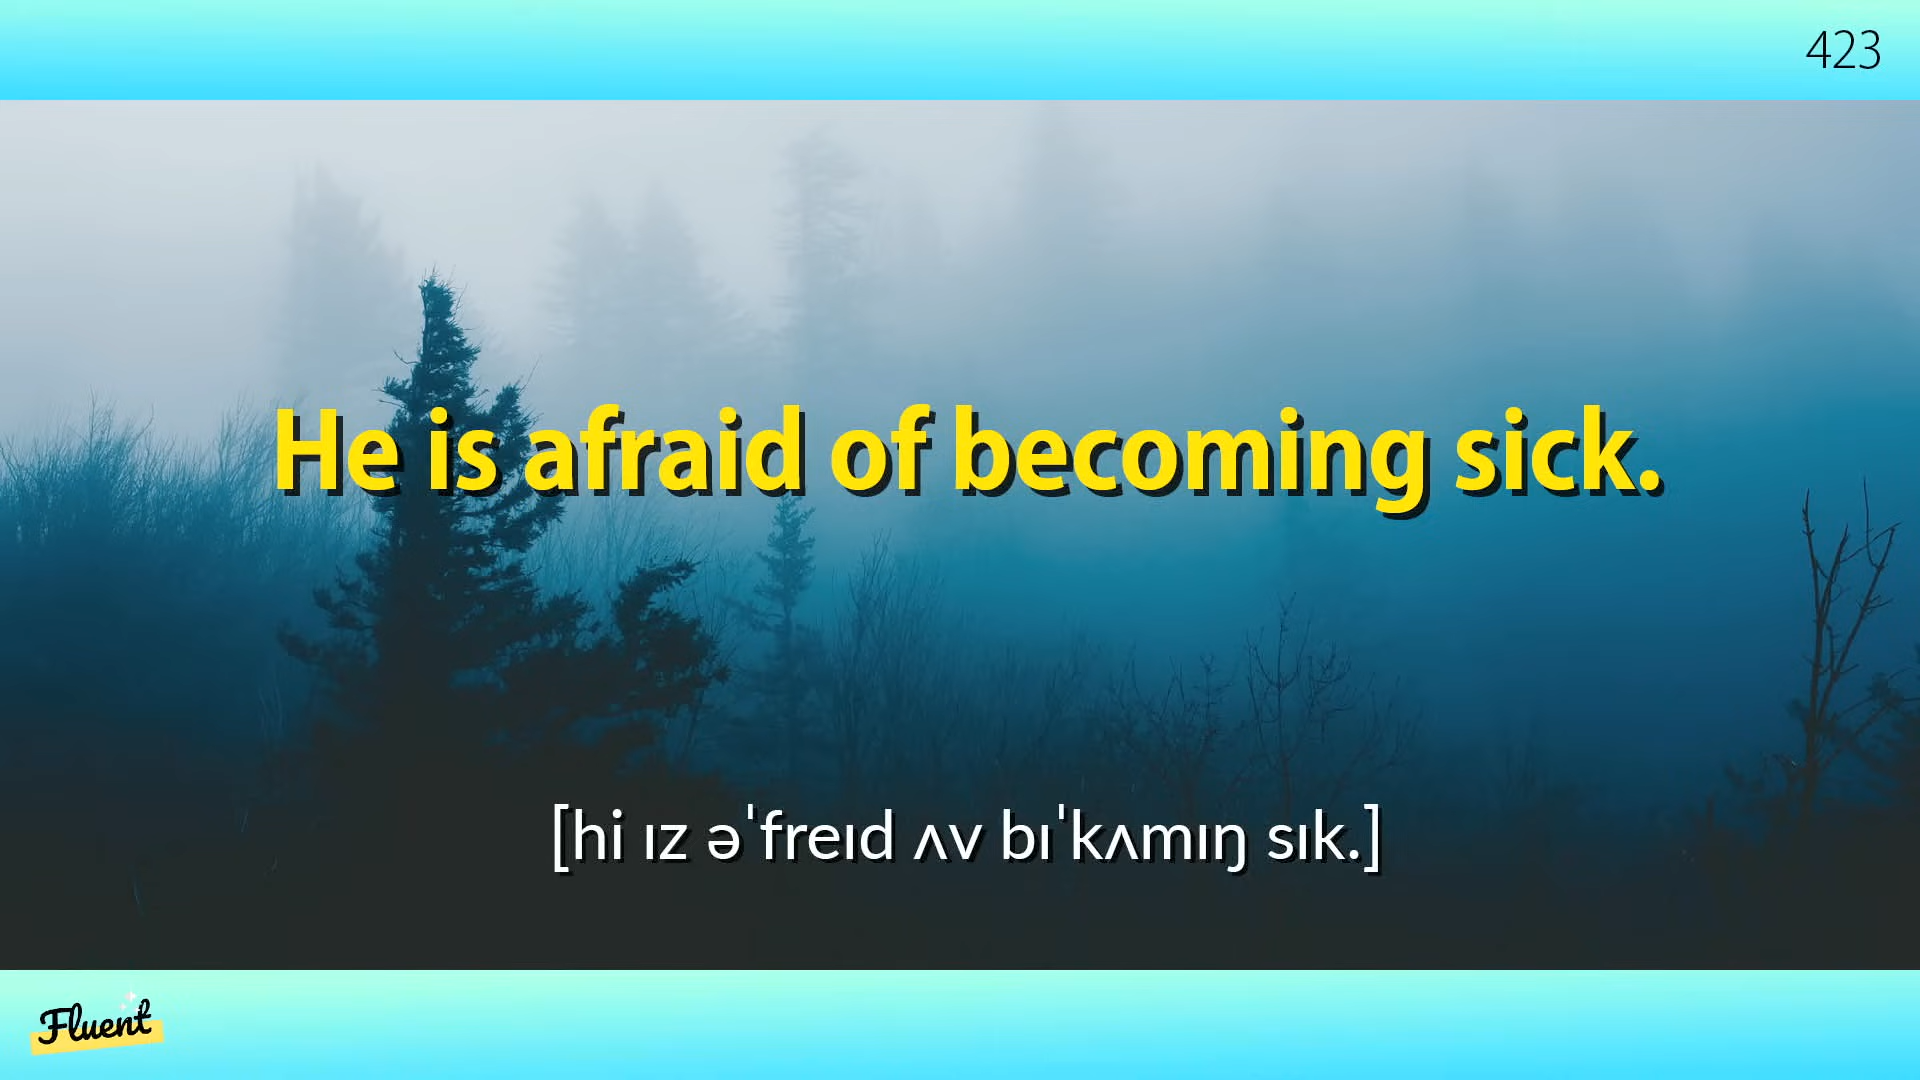 423
He is afraid of becoming sick.
[hi ɪz əˈfreɪd ʌv bɪˈkʌmɪŋ sɪk.]
Fluent